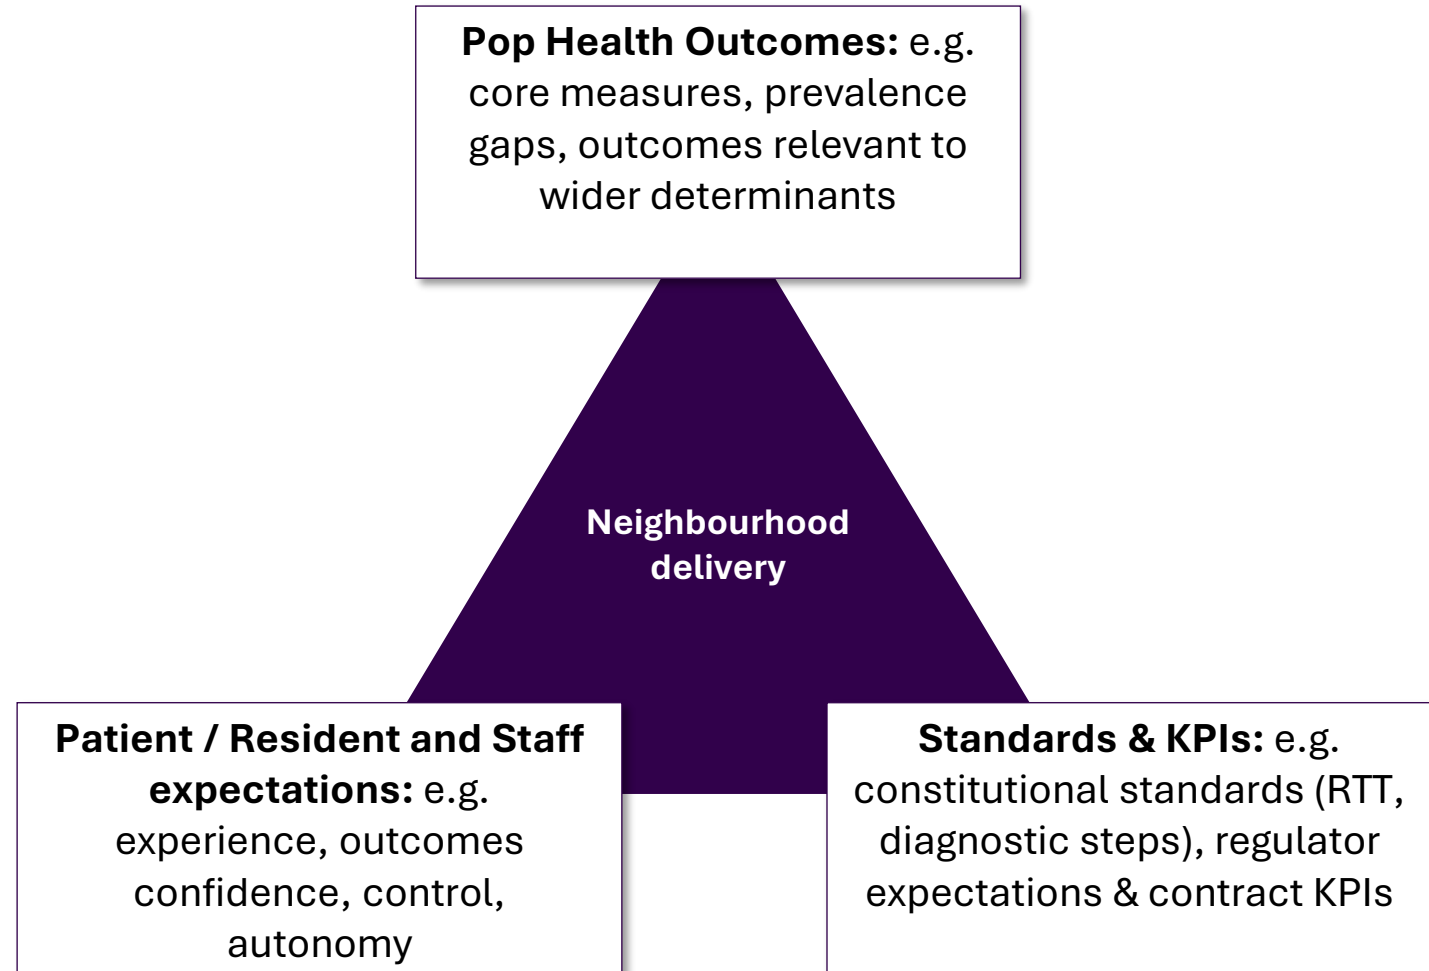 Pop Health Outcomes: e.g.
core measures, prevalence
gaps, outcomes relevant to
wider determinants
Neighbourhood
delivery
Patient / Resident and Staff
expectations: e.g.
experience, outcomes
confidence, control,
autonomy
Standards & KPIs: e.g.
constitutional standards (RTT,
diagnostic steps), regulator
expectations & contract KPIs